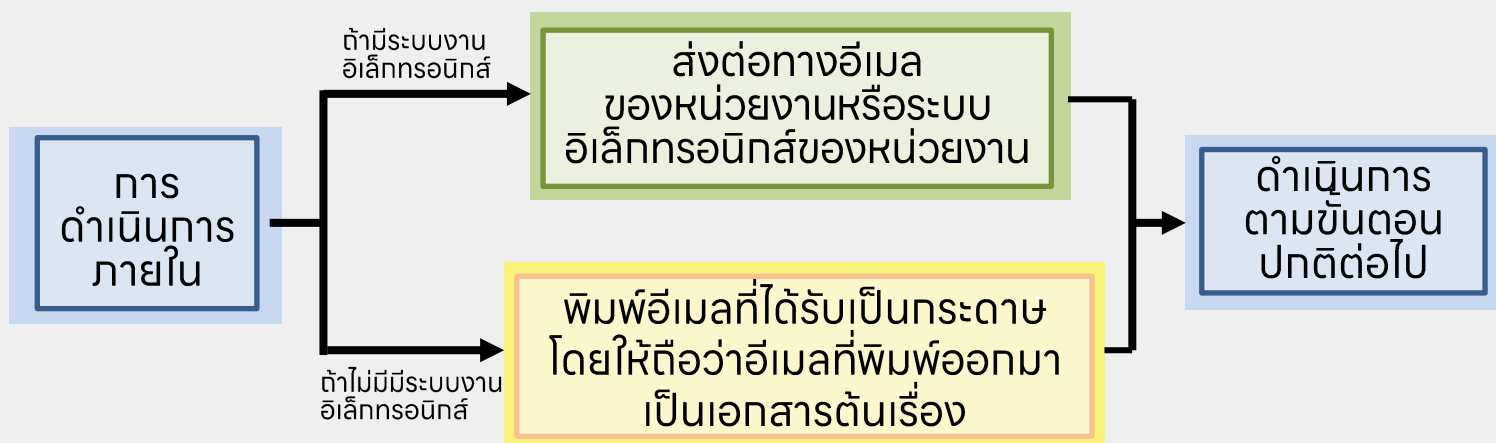 การ
ดำเนินการ
ภายใน
ถ้ามีระบบงาน
อิเล็กทรอนิกส์
ส่งต่อทางอีเมล
ของหน่วยงานหรือระบบ
อิเล็กทรอนิกส์ของหน่วยงาน
ถ้าไม่มีมีระบบงาน
อิเล็กทรอนิกส์
พิมพ์อีเมลที่ได้รับเป็นกระดาษ
โดยให้ถือว่าอีเมลที่พิมพ์ออกมา
เป็นเอกสารต้นเรื่อง
ดำเนินการ
ตามขั้นตอน
ปกติต่อไป